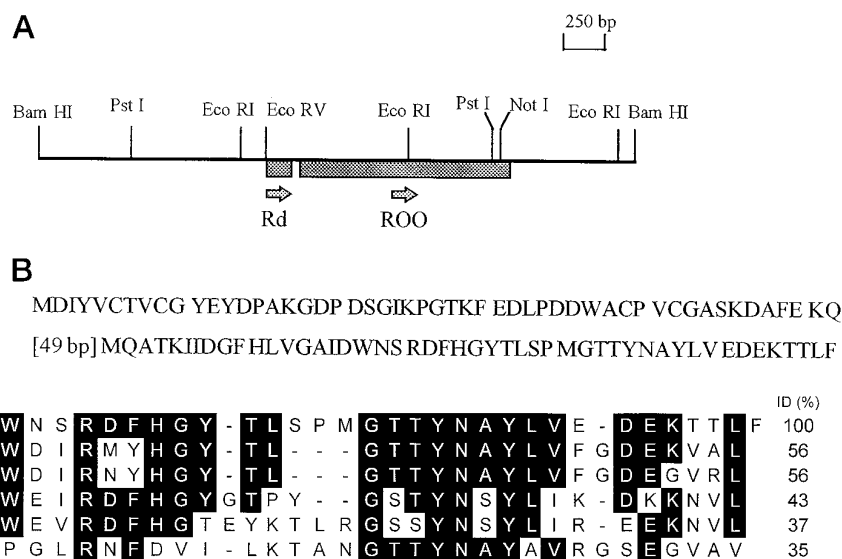 A
250 bp
Bam HI Pst I Eco RI Eco RV Eco RI Pst I Not I Eco RI Bam HI
Rd ROO
B
MDIYVCTVCG YEYDPAKGDP DSGIKPGTKF EDLPDDWACP VCGASKDAFE KQ
[49 bp] MQATKIIDGF HLVGAIDWNS RDFHGYTLSP MGTTYNAYLV EDEKTTLF
ID (%)
W N S R D F H G Y - T L S P M G T T Y N A Y L V E - D E K T T L F 100
W D I R M Y H G Y - T L - - - G T T Y N A Y L V F G D E K V A L 56
W D I R N Y H G Y - T L - - - G T T Y N A Y L V F G D E G V R L 56
W E I R D F H G Y G T P Y - - - G S T Y N S Y L I K - D K K N V L 43
W E V R D F H G T E Y K T L R G S S Y N S Y L I R - E E K N V L 37
P G L R N F D V I - L K T A N G T T Y N A Y A V R G S E G V A V 35